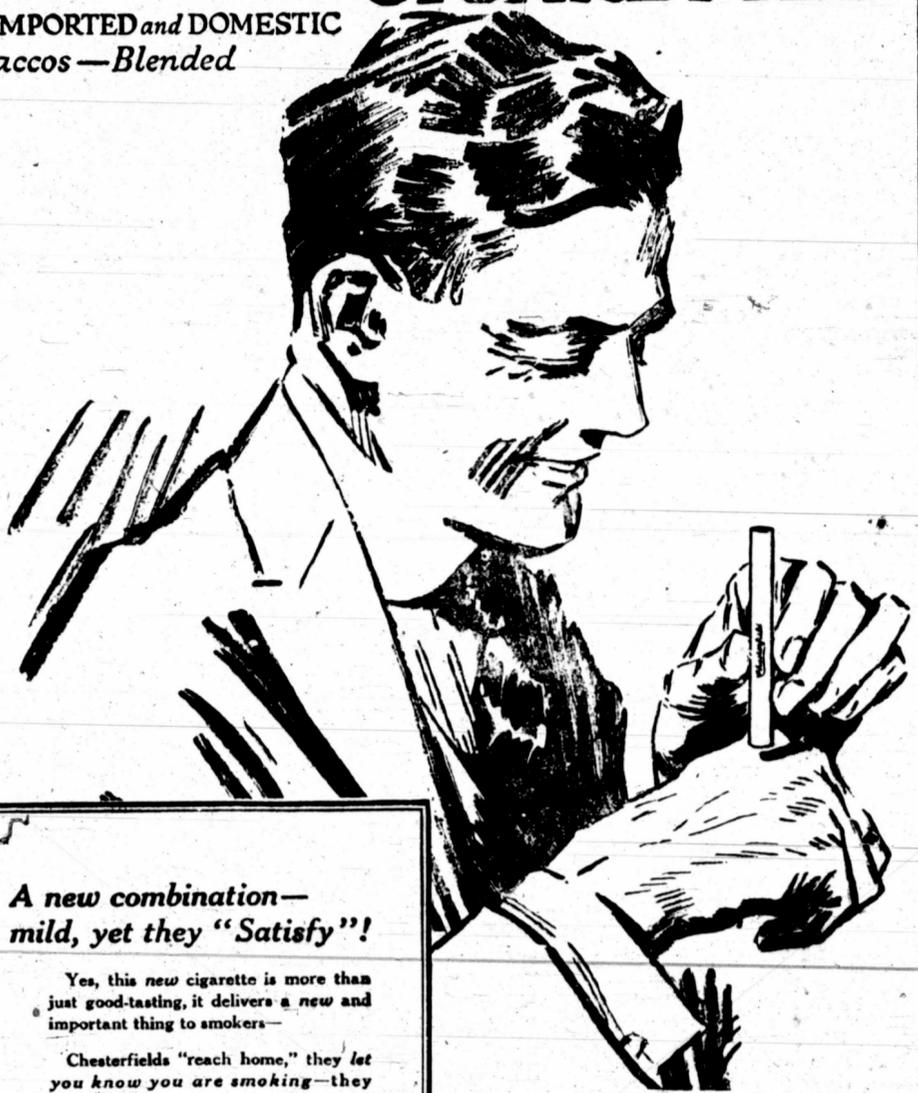 MPORTED and DOMESTIC
accos—Blended
A new combination—
mild, yet they "Satisfy"!
Yes, this new cigarette is more than
just good-tasting, it delivers a new and
important thing to smokers—
Chesterfields "reach home," they let
you know you are smoking—they